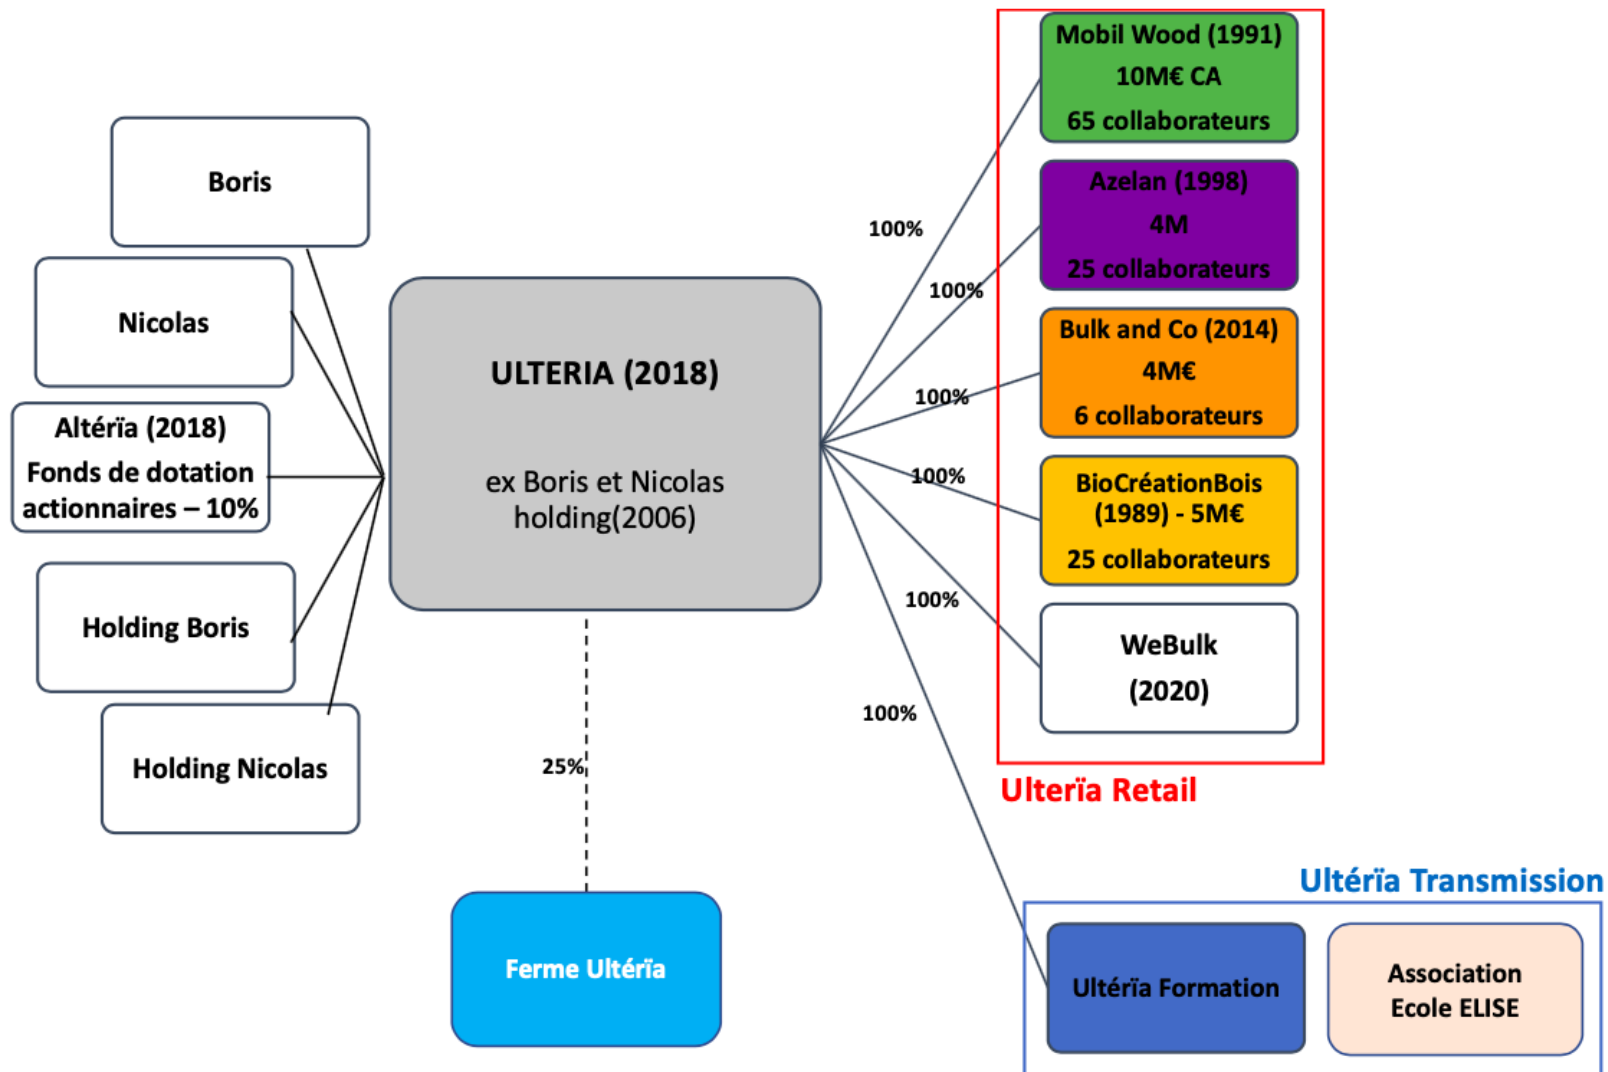 Boris
Nicolas
Altérïa (2018)
Fonds de dotation
actionnaires – 10%
Holding Boris
Holding Nicolas
ULTERIA (2018)
ex Boris et Nicolas
holding(2006)
25%
Ferme Ultérïa
100%
100%
100%
100%
100%
100%
Mobil Wood (1991)
10M€ CA
65 collaborateurs
Azelan (1998)
4M
25 collaborateurs
Bulk and Co (2014)
4M€
6 collaborateurs
BioCréationBois
(1989) - 5M€
25 collaborateurs
WeBulk
(2020)
Ulterïa Retail
Ultérïa Transmission
Ultérïa Formation
Association
Ecole ELISE